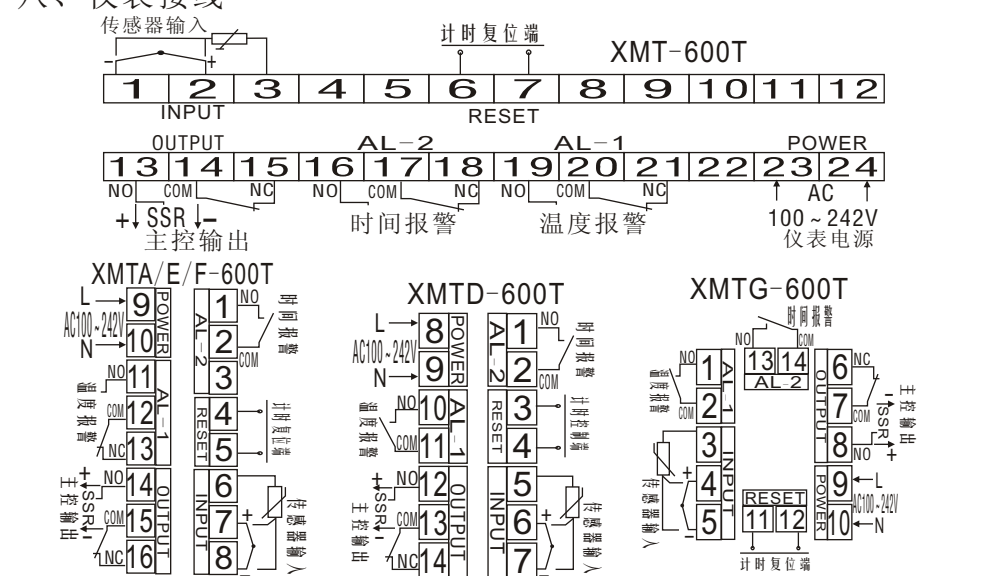 八、仪表接线
传感器输入
计时复位端
XMT-600T
- +
1 2 3 4 5 6 7 8 9 10 11 12
INPUT RESET
OUTPUT AL-2 AL-1 POWER
13 14 15 16 17 18 19 20 21 22 23 24
NO COM NC NO COM NC NO COM NC AC
+ SSR - 时间报警 温度报警 100~242V
主控输出 仪表电源
XMTA/E/F-600T
L 9 POWER
AC100~242V
N 10
NO 11 AL-1
COM 12
NC 13
温度报警
NO 14 OUTPUT
COM 15
NC 16
+ SSR -
主控输出
AL-2 1 NO
2 COM
3
时间报警
RESET 4
5
计时复位端
INPUT 6
7 +
8 -
传感器输入
XMTD-600T
L 8 POWER
AC100~242V
N 9
NO 10 AL-1
COM 11
温度报警
NO 12 OUTPUT
COM 13
NC 14
+ SSR -
主控输出
AL-2 1 NO
2 COM
时间报警
RESET 3
4
计时控制端
INPUT 5
6 +
7
传感器输入
XMTG-600T
时间报警
NO COM
13 14
AL-2
NO 1 AL-1
COM 2
温度报警
3 INPUT
+ 4
- 5
传感器输入
OUTPUT 6 NC
7 COM
8 NO
- SSR +
主控输出
POWER 9 L
AC100~242V
10 N
RESET
11 12
计时复位端